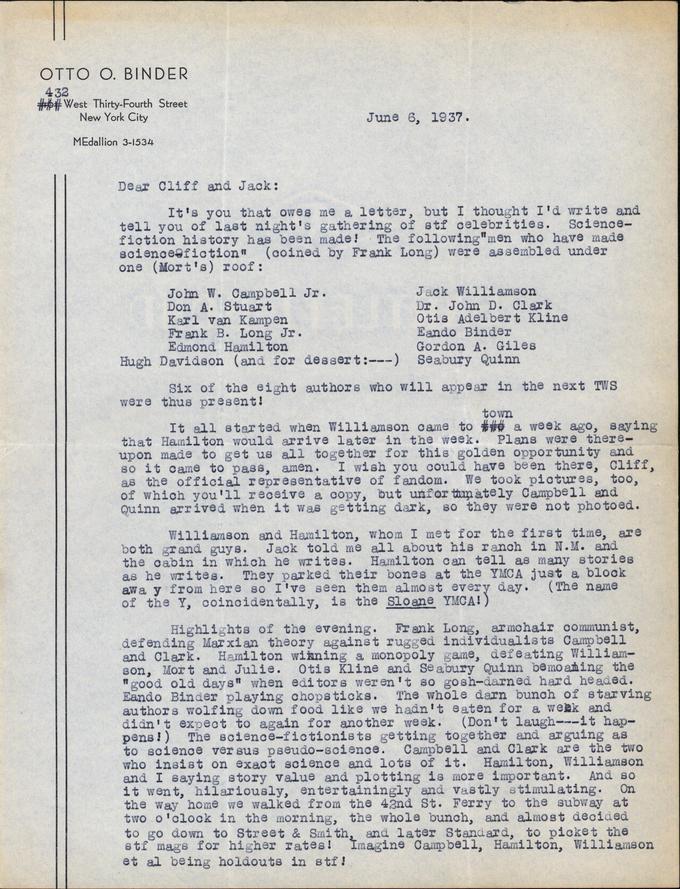 OTTO O. BINDER
432
### West Thirty-Fourth Street
New York City
MEdallion 3-1534
June 6, 1937.
Dear Cliff and Jack:
It's you that owes me a letter, but I thought I'd write and
tell you of last night's gathering of stf celebrities. Science-
fiction history has been made! The following"men who have made
science fiction" (coined by Frank Long) were assembled under
one (Mort's) roof:
John W. Campbell Jr. Jack Williamson
Don A. Stuart Dr. John D. Clark
Karl van Kampen Otis Adelbert Kline
Frank B. Long Jr. Eando Binder
Edmond Hamilton Gordon A. Giles
Hugh Davidson (and for dessert:---) Seabury Quinn
Six of the eight authors who will appear in the next TWS
were thus present!
town
It all started when Williamson came to ### a week ago, saying
that Hamilton would arrive later in the week. Plans were there-
upon made to get us all together for this golden opportunity and
so it came to pass, amen. I wish you could have been there, Cliff,
as the official representative of fandom. We took pictures, too,
of which you'll receive a copy, but unfortunately Campbell and
Quinn arrived when it was getting dark, so they were not photoed.
Williamson and Hamilton, whom I met for the first time, are
both grand guys. Jack told me all about his ranch in N.M. and
the cabin in which he writes. Hamilton can tell as many stories
as he writes. They parked their bones at the YMCA just a block
awa y from here so I've seen them almost every day. (The name
of the Y, coincidentally, is the Sloane YMCA!)
Highlights of the evening. Frank Long, armchair communist,
defending Marxian theory against rugged individualists Campbell
and Clark. Hamilton winning a monopoly game, defeating William-
son, Mort and Julie. Otis Kline and Seabury Quinn bemoaning the
"good old days" when editors weren't so gosh-darned hard headed.
Eando Binder playing chopsticks. The whole darn bunch of starving
authors wolfing down food like we hadn't eaten for a week and
didn't expect to again for another week. (Don't laugh---it hap-
pens!) The science-fictionists getting together and arguing as
to science versus pseudo-science. Campbell and Clark are the two
who insist on exact science and lots of it. Hamilton, Williamson
and I saying story value and plotting is more important. And so
it went, hilariously, entertainingly and vastly stimulating. On
the way home we walked from the 42nd St. Ferry to the subway at
two o'clock in the morning, the whole bunch, and almost decided
to go down to Street & Smith, and later Standard, to picket the
stf mags for higher rates! Imagine Campbell, Hamilton, Williamson
et al being holdouts in stf!